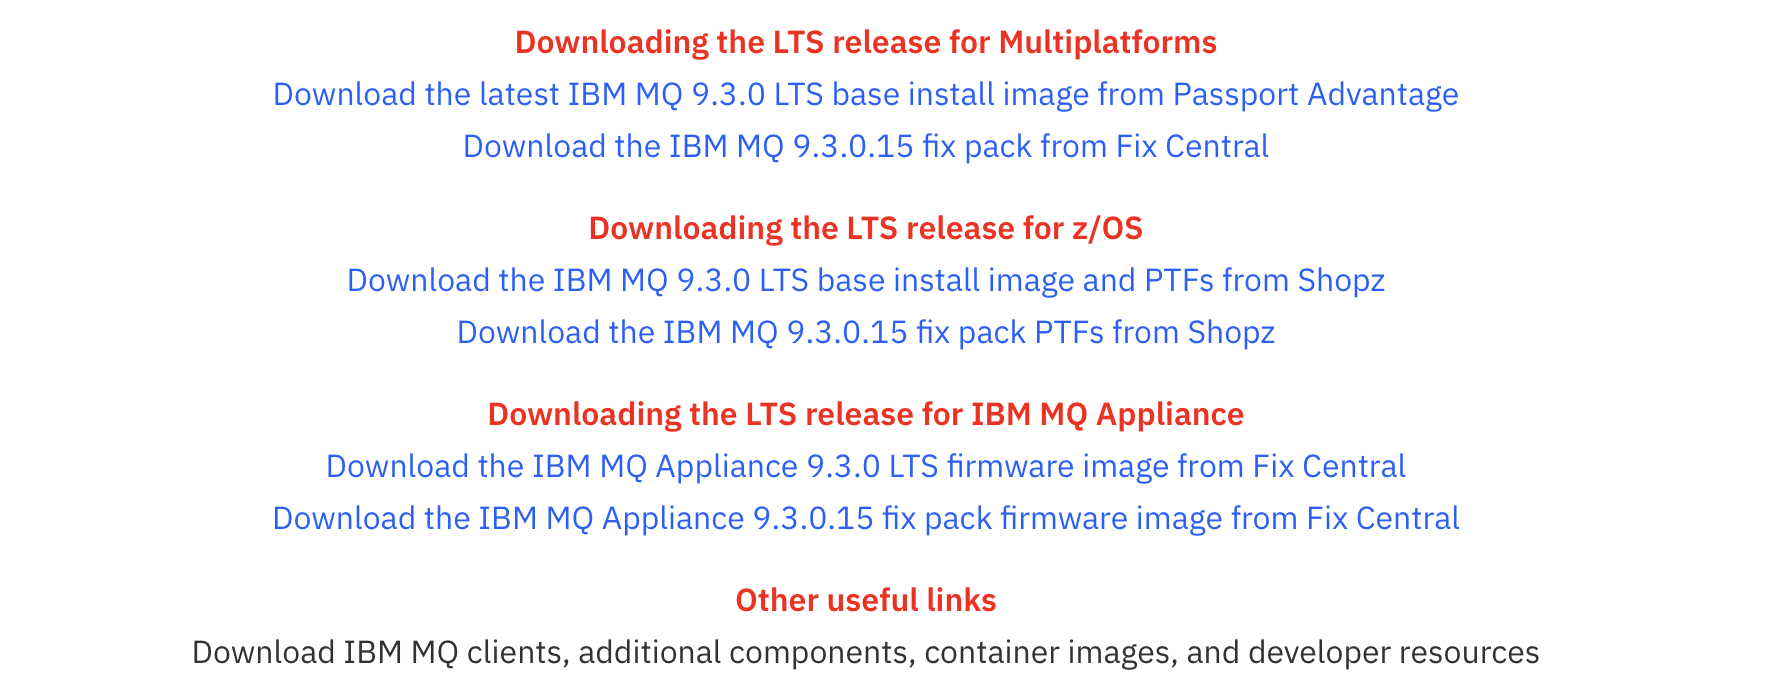 Downloading the LTS release for Multiplatforms
Download the latest IBM MQ 9.3.0 LTS base install image from Passport Advantage
Download the IBM MQ 9.3.0.15 fix pack from Fix Central
Downloading the LTS release for z/OS
Download the IBM MQ 9.3.0 LTS base install image and PTFs from Shopz
Download the IBM MQ 9.3.0.15 fix pack PTFs from Shopz
Downloading the LTS release for IBM MQ Appliance
Download the IBM MQ Appliance 9.3.0 LTS firmware image from Fix Central
Download the IBM MQ Appliance 9.3.0.15 fix pack firmware image from Fix Central
Other useful links
Download IBM MQ clients, additional components, container images, and developer resources